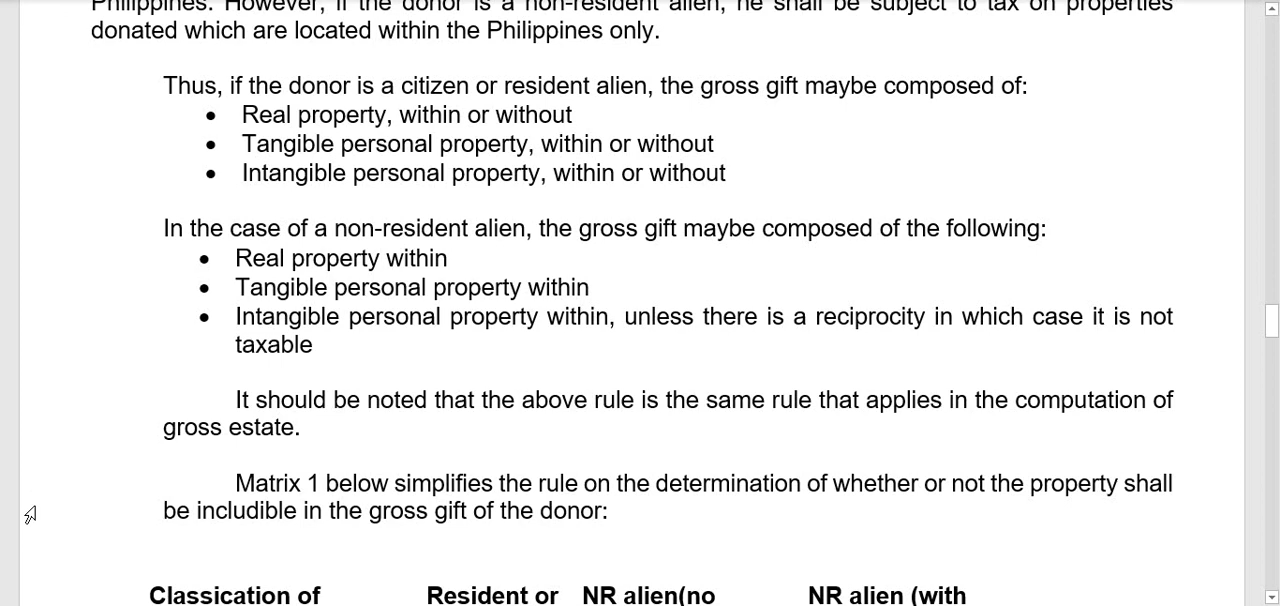 Philippines. However, if the donor is a non-resident alien, he shall be subject to tax on properties
donated which are located within the Philippines only.
Thus, if the donor is a citizen or resident alien, the gross gift maybe composed of:
• Real property, within or without
• Tangible personal property, within or without
• Intangible personal property, within or without
In the case of a non-resident alien, the gross gift maybe composed of the following:
• Real property within
• Tangible personal property within
• Intangible personal property within, unless there is a reciprocity in which case it is not
taxable
It should be noted that the above rule is the same rule that applies in the computation of
gross estate.
Matrix 1 below simplifies the rule on the determination of whether or not the property shall
be includible in the gross gift of the donor:
Classication of Resident or NR alien(no NR alien (with